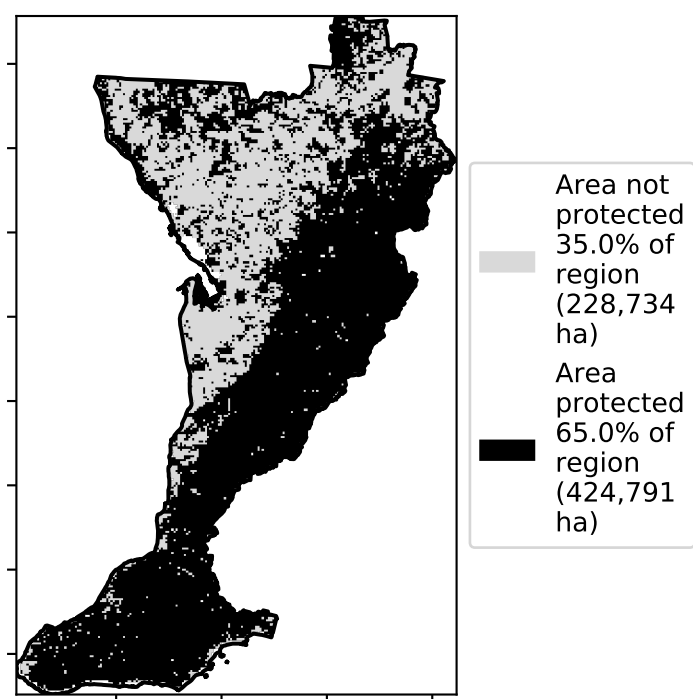 Area not
protected
35.0% of
region
(228,734
ha)
Area
protected
65.0% of
region
(424,791
ha)